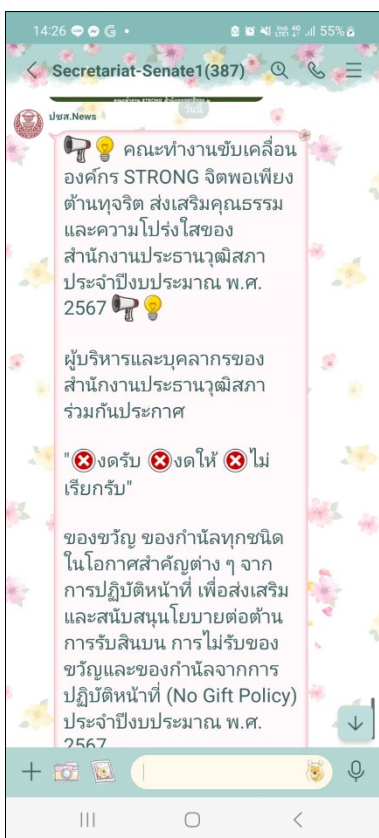 14:26 G 4G 55%
Secretariat-Senate1(387)
วันนี้
ปชส.News
คณะทำงานขับเคลื่อน
องค์กร STRONG จิตพอเพียง
ต้านทุจริต ส่งเสริมคุณธรรม
และความโปร่งใสของ
สำนักงานประธานวุฒิสภา
ประจำปีงบประมาณ พ.ศ.
2567
ผู้บริหารและบุคลากรของ
สำนักงานประธานวุฒิสภา
ร่วมกันประกาศ
"❌งดรับ ❌งดให้ ❌ไม่
เรียกรับ"
ของขวัญ ของกำนัลทุกชนิด
ในโอกาสสำคัญต่าง ๆ จาก
การปฏิบัติหน้าที่ เพื่อส่งเสริม
และสนับสนุนโยบายต่อต้าน
การรับสินบน การไม่รับของ
ขวัญและของกำนัลจากการ
ปฏิบัติหน้าที่ (No Gift Policy)
ประจำปีงบประมาณ พ.ศ.
2567